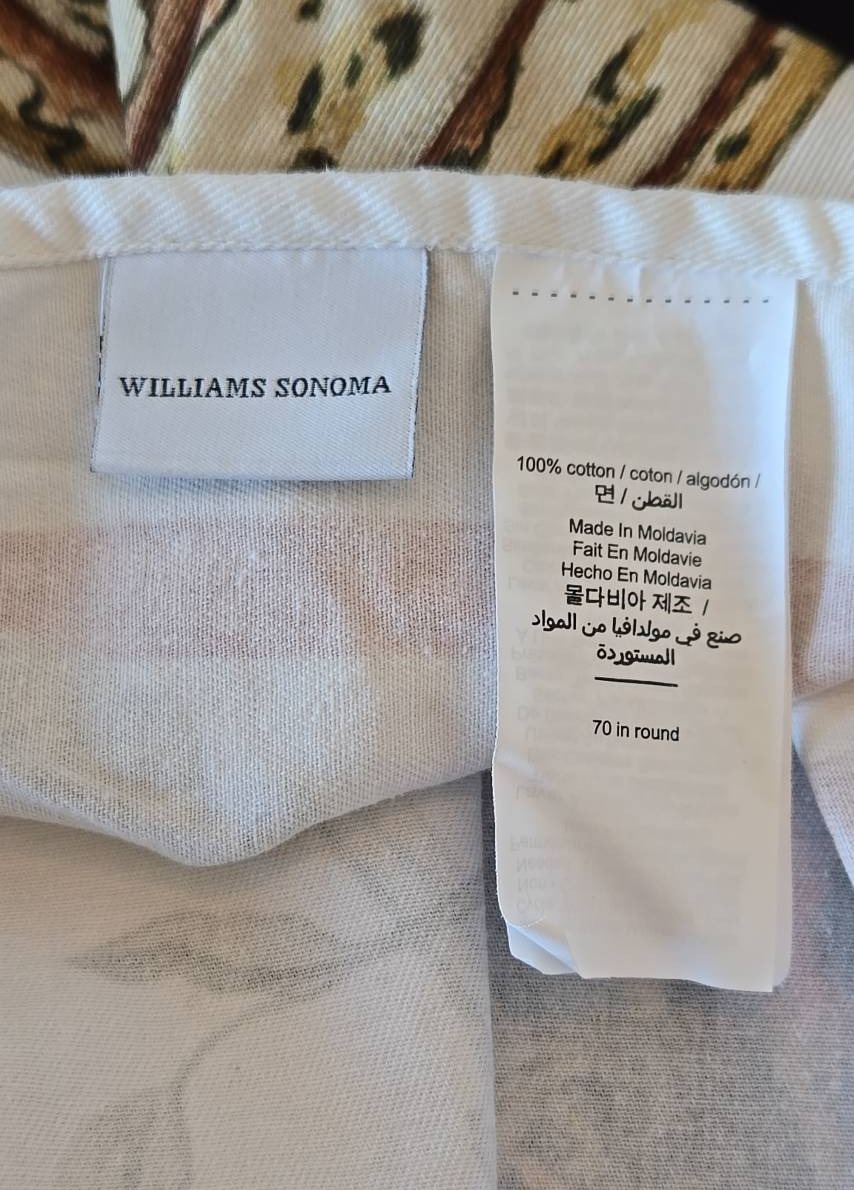 WILLIAMS SONOMA
100% cotton / coton / algodón /
면 / القطن
Made In Moldavia
Fait En Moldavie
Hecho En Moldavia
몰다비아 제조 /
صنع في مولدافيا من المواد
المستوردة
70 in round